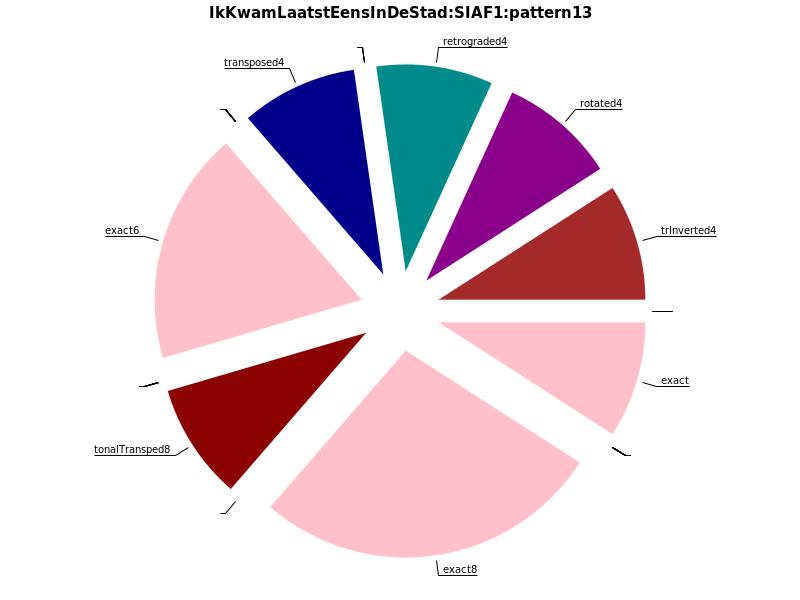 IkKwamLaatstEensInDeStad:SIAF1:pattern13
retrograded4
transposed4
rotated4
exact6
trInverted4
exact
tonalTransped8
exact8